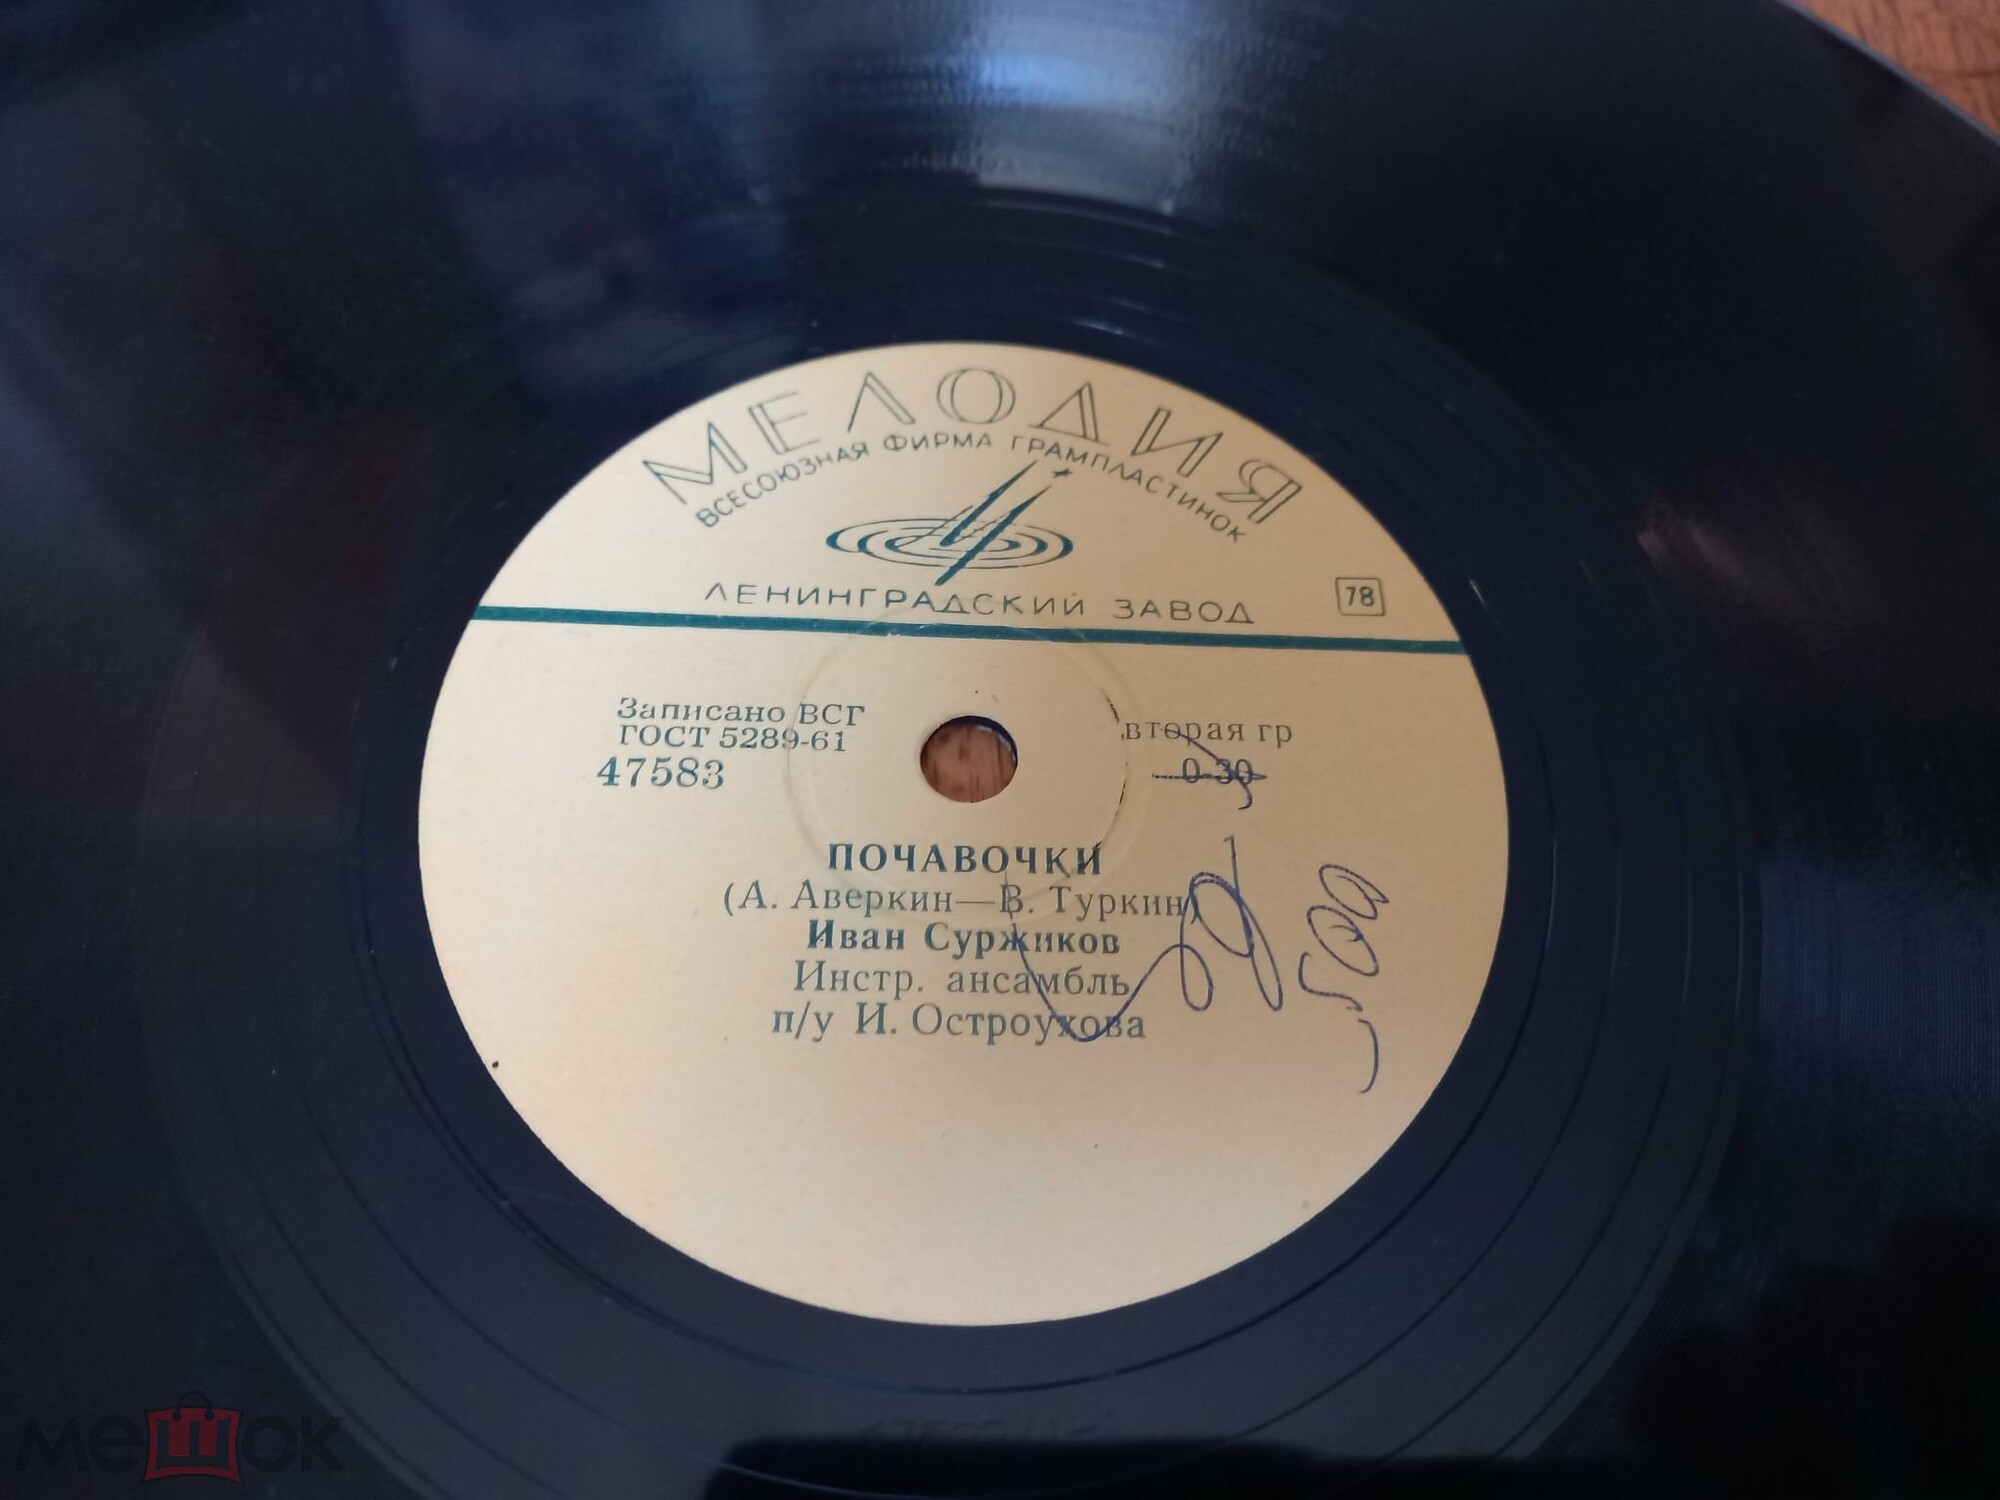 МЕЛОДИЯ
ВСЕСОЮЗНАЯ ФИРМА ГРАМПЛАСТИНОК
ЛЕНИНГРАДСКИЙ ЗАВОД
78
Записано ВСГ
ГОСТ 5289-61
47583
вторая гр
0-30
ПОЧАВОЧКИ
(А. Аверкин—В. Туркин)
Иван Суржиков
Инстр. ансамбль
п/у И. Остроухова
мешок